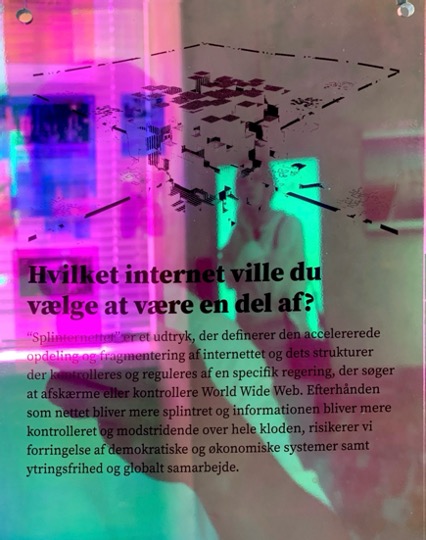 Hvilket internet ville du
vælge at være en del af?
“Splinternettet” er et udtryk, der definerer den accelererede
opdeling og fragmentering af internettet og dets strukturer
der kontrolleres og reguleres af en specifik regering, der søger
at afskærme eller kontrollere World Wide Web. Efterhånden
som nettet bliver mere splintret og informationen bliver mere
kontrolleret og modstridende over hele kloden, risikerer vi
forringelse af demokratiske og økonomiske systemer samt
ytringsfrihed og globalt samarbejde.